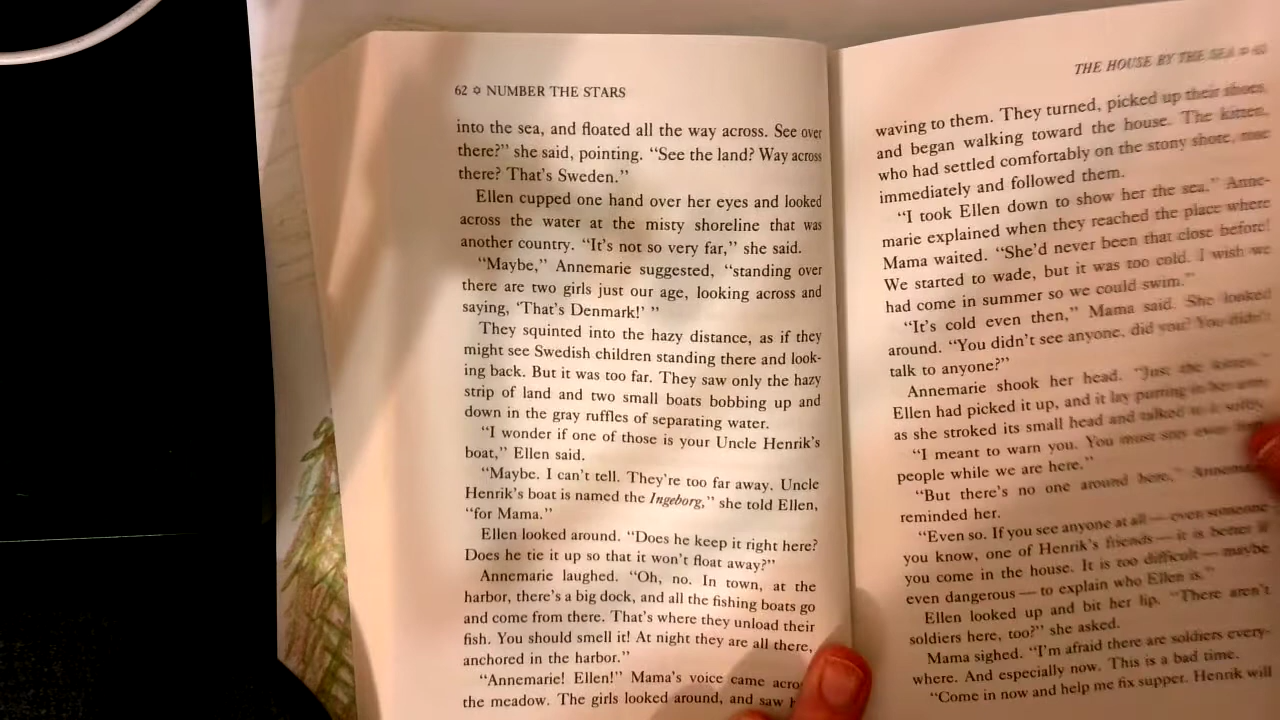 62 ✡ NUMBER THE STARS
into the sea, and floated all the way across. See over
there?” she said, pointing. “See the land? Way across
there? That’s Sweden.”
Ellen cupped one hand over her eyes and looked
across the water at the misty shoreline that was
another country. “It’s not so very far,” she said.
“Maybe,” Annemarie suggested, “standing over
there are two girls just our age, looking across and
saying, ‘That’s Denmark!’ ”
They squinted into the hazy distance, as if they
might see Swedish children standing there and look-
ing back. But it was too far. They saw only the hazy
strip of land and two small boats bobbing up and
down in the gray ruffles of separating water.
“I wonder if one of those is your Uncle Henrik’s
boat,” Ellen said.
“Maybe. I can’t tell. They’re too far away. Uncle
Henrik’s boat is named the Ingeborg,” she told Ellen,
“for Mama.”
Ellen looked around. “Does he keep it right here?
Does he tie it up so that it won’t float away?”
Annemarie laughed. “Oh, no. In town, at the
harbor, there’s a big dock, and all the fishing boats go
and come from there. That’s where they unload their
fish. You should smell it! At night they are all there,
anchored in the harbor.”
“Annemarie! Ellen!” Mama’s voice came acro
the meadow. The girls looked around, and saw
THE HOUSE BY THE SEA ✡
waving to them. They turned, picked up their shoes,
and began walking toward the house. The kitten,
who had settled comfortably on the stony shore, rose
immediately and followed them.
“I took Ellen down to show her the sea.” Anne-
marie explained when they reached the place where
Mama waited. “She’d never been that close before!
We started to wade, but it was too cold. I wish we
had come in summer so we could swim.”
“It’s cold even then,” Mama said. She looked
around. “You didn’t see anyone, did you? You didn’t
talk to anyone?”
Annemarie shook her head. “Just the kitten.”
Ellen had picked it up, and it lay purring in her arms
as she stroked its small head and talked to it softly.
“I meant to warn you. You must stay away from
people while we are here.”
“But there’s no one around here,” Annemarie
reminded her.
“Even so. If you see anyone at all — even someone
you know, one of Henrik’s friends — it is better if
you come in the house. It is too difficult — maybe
even dangerous — to explain who Ellen is.”
Ellen looked up and bit her lip. “There aren’t
soldiers here, too?” she asked.
Mama sighed. “I’m afraid there are soldiers every-
where. And especially now. This is a bad time.
“Come in now and help me fix supper. Henrik will